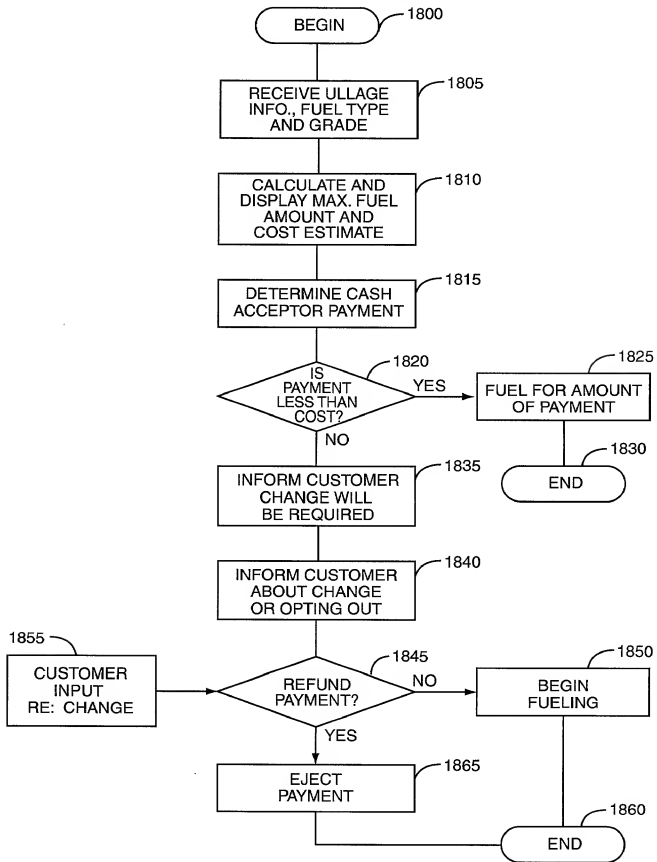 BEGIN
1800
RECEIVE ULLAGE
INFO., FUEL TYPE
AND GRADE
1805
CALCULATE AND
DISPLAY MAX. FUEL
AMOUNT AND
COST ESTIMATE
1810
DETERMINE CASH
ACCEPTOR PAYMENT
1815
IS
PAYMENT
LESS THAN
COST?
1820
YES
NO
FUEL FOR AMOUNT
OF PAYMENT
1825
END
1830
INFORM CUSTOMER
CHANGE WILL
BE REQUIRED
1835
INFORM CUSTOMER
ABOUT CHANGE
OR OPTING OUT
1840
1855
CUSTOMER
INPUT
RE: CHANGE
REFUND
PAYMENT?
1845
NO
YES
BEGIN
FUELING
1850
EJECT
PAYMENT
1865
END
1860